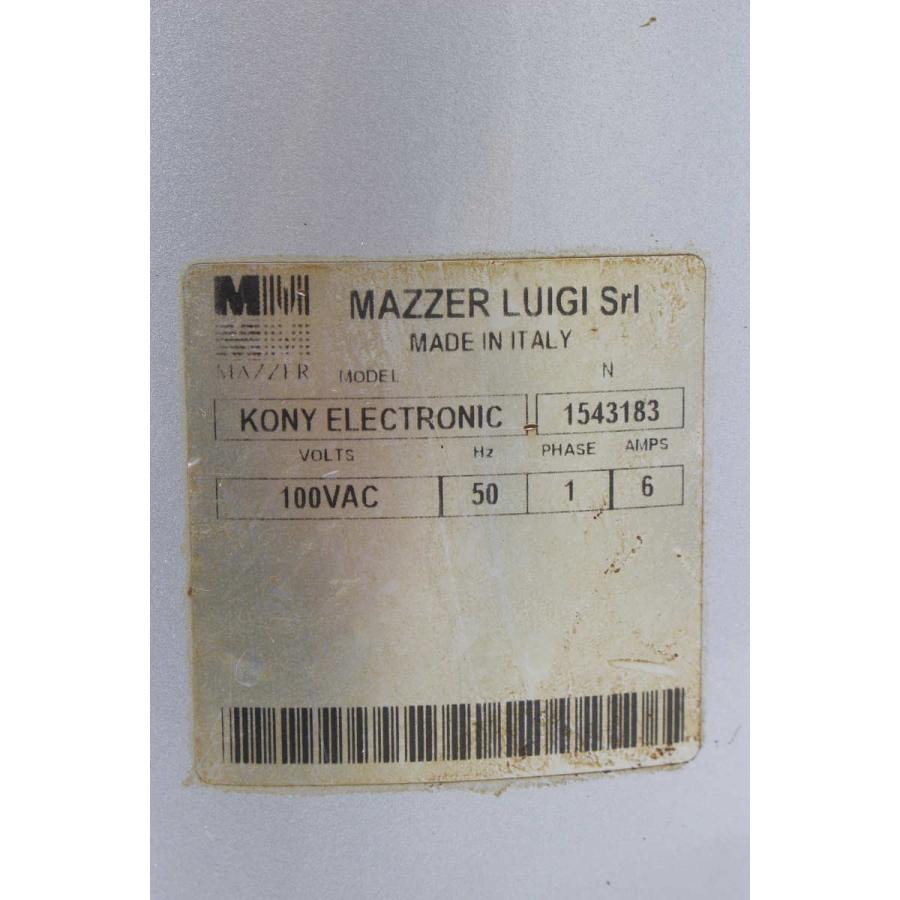 M
MAZZER LUIGI Srl
MADE IN ITALY
MAZZER MODEL N
KONY ELECTRONIC 1543183
VOLTS Hz PHASE AMPS
100VAC 50 1 6